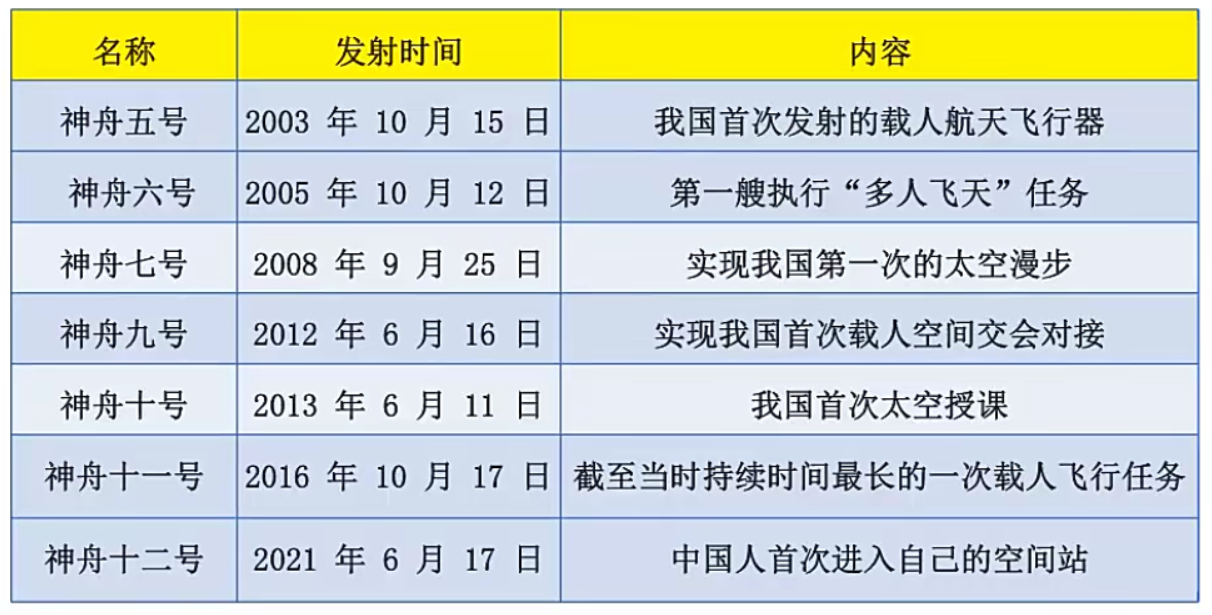 名称 发射时间 内容
神舟五号 2003 年 10 月 15 日 我国首次发射的载人航天飞行器
神舟六号 2005 年 10 月 12 日 第一艘执行“多人飞天”任务
神舟七号 2008 年 9 月 25 日 实现我国第一次的太空漫步
神舟九号 2012 年 6 月 16 日 实现我国首次载人空间交会对接
神舟十号 2013 年 6 月 11 日 我国首次太空授课
神舟十一号 2016 年 10 月 17 日 截至当时持续时间最长的一次载人飞行任务
神舟十二号 2021 年 6 月 17 日 中国人首次进入自己的空间站